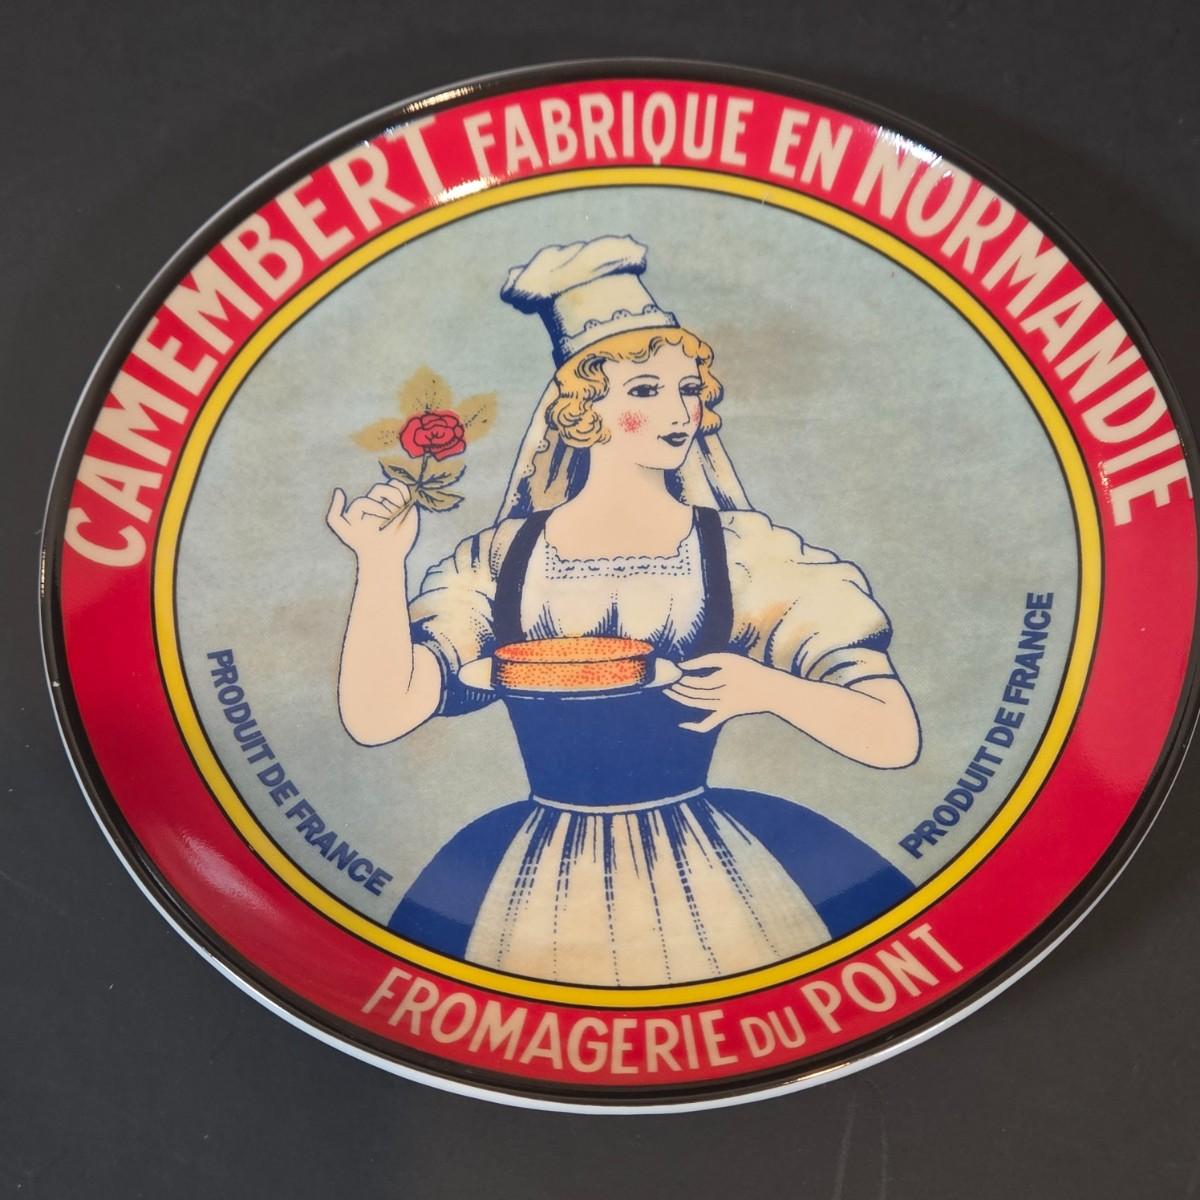 CAMEMBERT FABRIQUE EN NORMANDIE
PRODUIT DE FRANCE
PRODUIT DE FRANCE
FROMAGERIE DU PONT